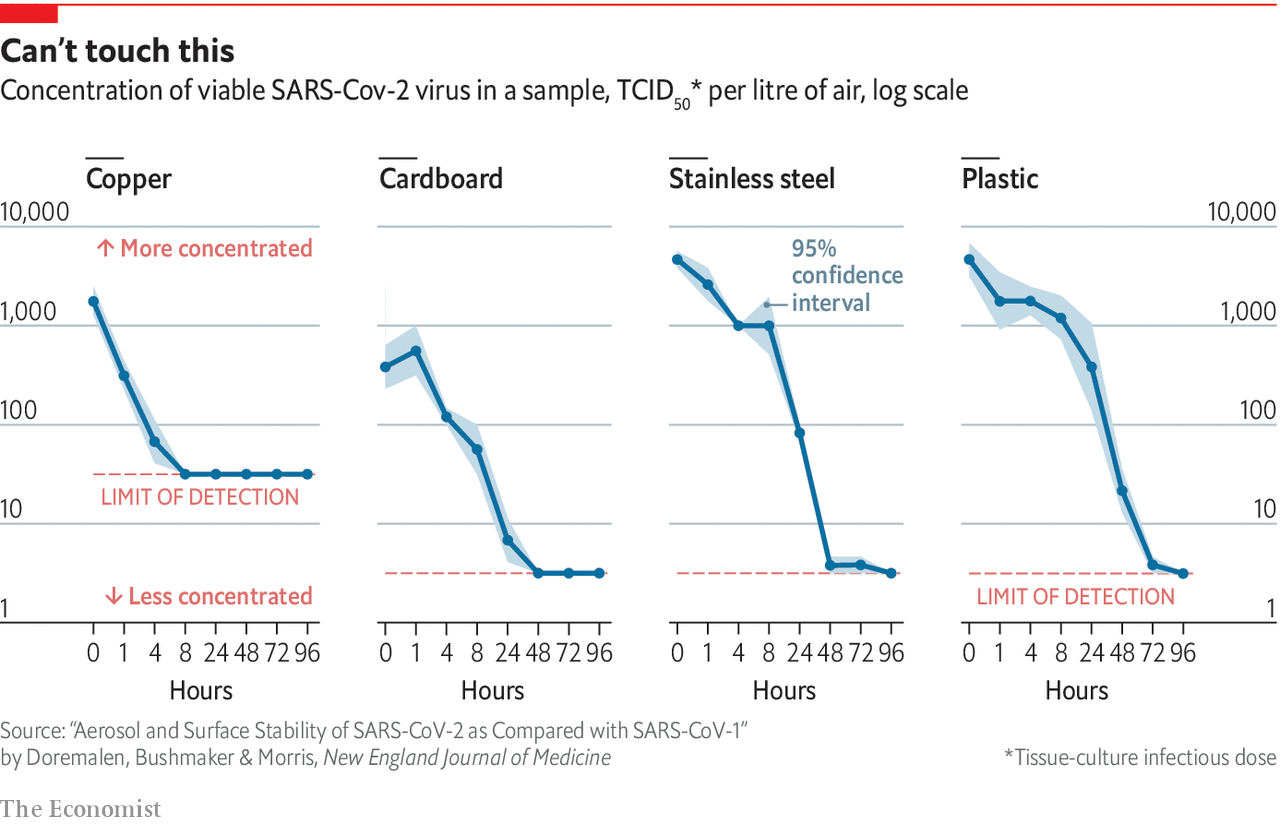 Can't touch this
Concentration of viable SARS-Cov-2 virus in a sample, TCID50* per litre of air, log scale
Copper
Cardboard
Stainless steel
Plastic
10,000
10,000
↑ More concentrated
95%
confidence
interval
1,000
1,000
100
100
LIMIT OF DETECTION
10
10
↓ Less concentrated
LIMIT OF DETECTION
1
1
0 1 4 8 24 48 72 96
0 1 4 8 24 48 72 96
0 1 4 8 24 48 72 96
0 1 4 8 24 48 72 96
Hours
Hours
Hours
Hours
Source: “Aerosol and Surface Stability of SARS-CoV-2 as Compared with SARS-CoV-1”
by Doremalen, Bushmaker & Morris, New England Journal of Medicine
*Tissue-culture infectious dose
The Economist